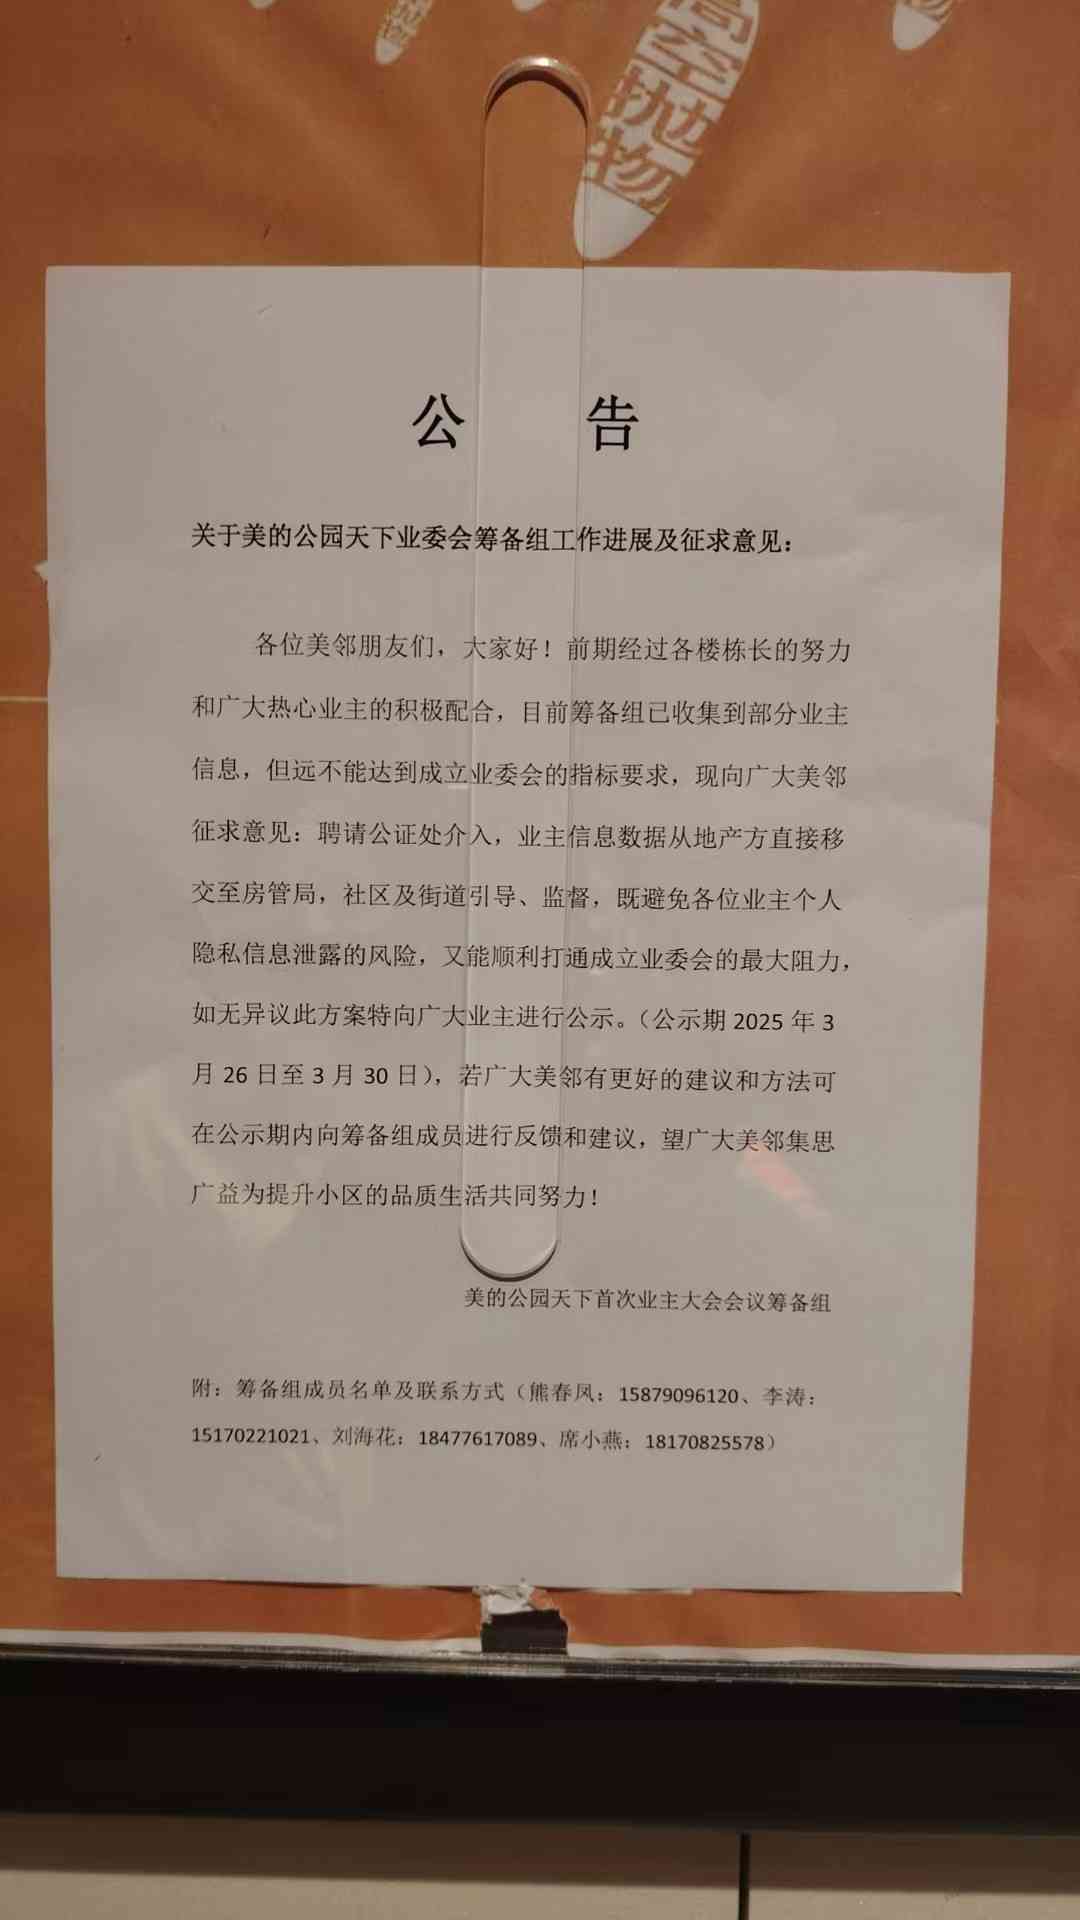 高空抛物
公 告
关于美的公园天下业委会筹备组工作进展及征求意见：
各位美邻朋友们，大家好！前期经过各楼栋长的努力
和广大热心业主的积极配合，目前筹备组已收集到部分业主
信息，但远不能达到成立业委会的指标要求，现向广大美邻
征求意见：聘请公证处介入，业主信息数据从地产方直接移
交至房管局，社区及街道引导、监督，既避免各位业主个人
隐私信息泄露的风险，又能顺利打通成立业委会的最大阻力，
如无异议此方案特向广大业主进行公示。（公示期 2025 年 3
月 26 日至 3 月 30 日），若广大美邻有更好的建议和方法可
在公示期内向筹备组成员进行反馈和建议，望广大美邻集思
广益为提升小区的品质生活共同努力！
美的公园天下首次业主大会会议筹备组
附：筹备组成员名单及联系方式（熊春凤：15879096120、李涛：
15170221021、刘海花：18477617089、席小燕：18170825578）